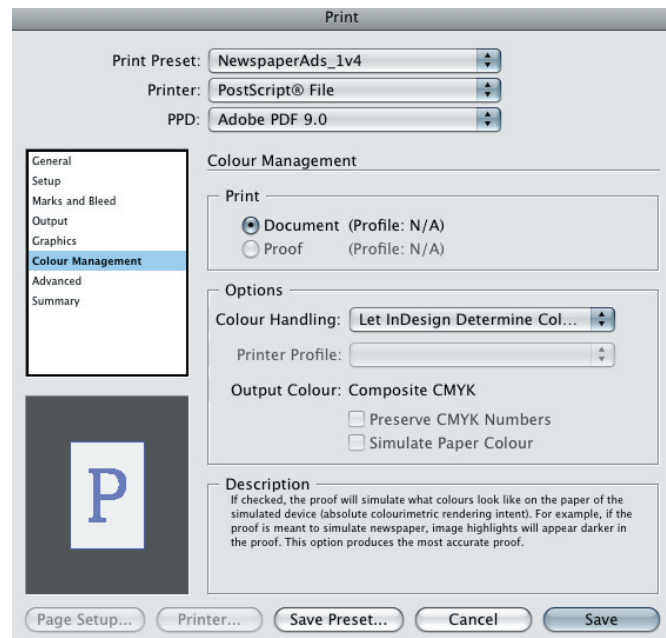 Print
Print Preset: NewspaperAds_1v4
Printer: PostScript® File
PPD: Adobe PDF 9.0
General
Setup
Marks and Bleed
Output
Graphics
Colour Management
Advanced
Summary
Colour Management
Print
Document (Profile: N/A)
Proof (Profile: N/A)
Options
Colour Handling: Let InDesign Determine Col...
Printer Profile:
Output Colour: Composite CMYK
Preserve CMYK Numbers
Simulate Paper Colour
P
Description
If checked, the proof will simulate what colours look like on the paper of the
simulated device (absolute colourimetric rendering intent). For example, if the
proof is meant to simulate newspaper, image highlights will appear darker in
the proof. This option produces the most accurate proof.
Page Setup... Printer... Save Preset... Cancel Save